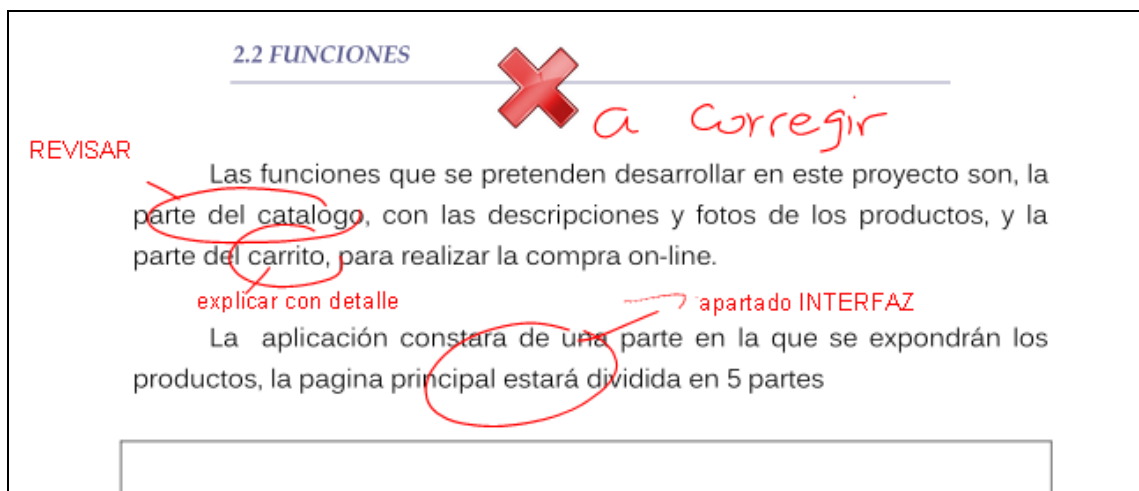 2.2 FUNCIONES
a corregir
REVISAR
Las funciones que se pretenden desarrollar en este proyecto son, la
parte del catalogo, con las descripciones y fotos de los productos, y la
parte del carrito, para realizar la compra on-line.
explicar con detalle
apartado INTERFAZ
La aplicación constara de una parte en la que se expondrán los
productos, la pagina principal estará dividida en 5 partes